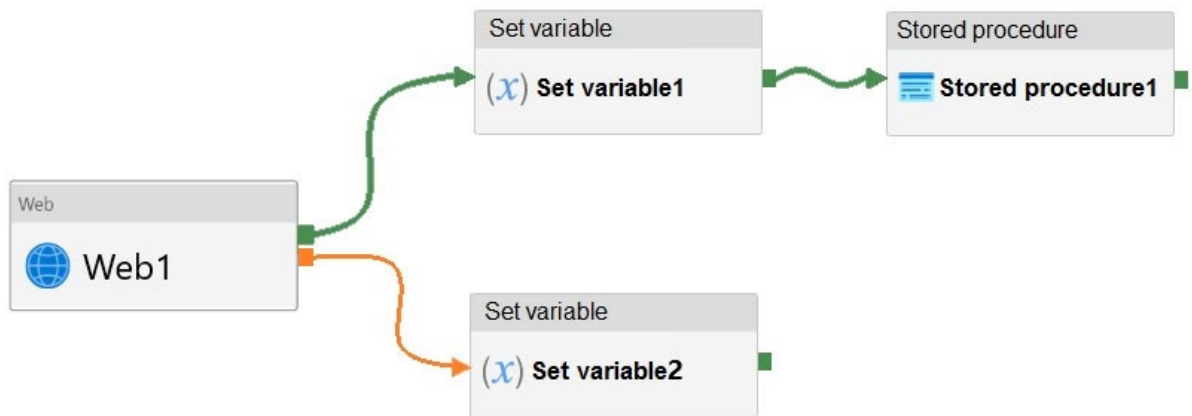 Set variable
(x) Set variable1
Stored procedure
Stored procedure1
Web
Web1
Set variable
(x) Set variable2